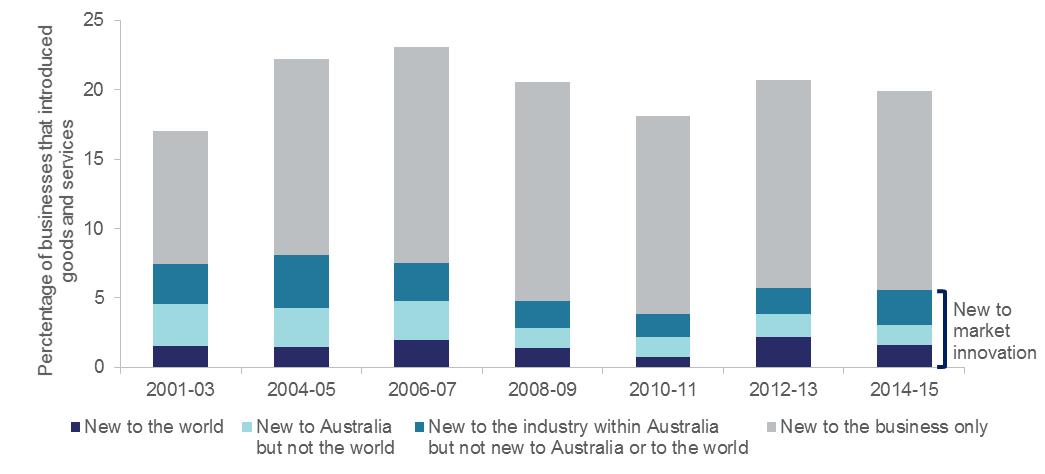 Perctentage of businesses that introduced
goods and services
25
20
15
10
5
0
2001-03
2004-05
2006-07
2008-09
2010-11
2012-13
2014-15
New to
market
innovation
New to the world
New to Australia
but not the world
New to the industry within Australia
but not new to Australia or to the world
New to the business only